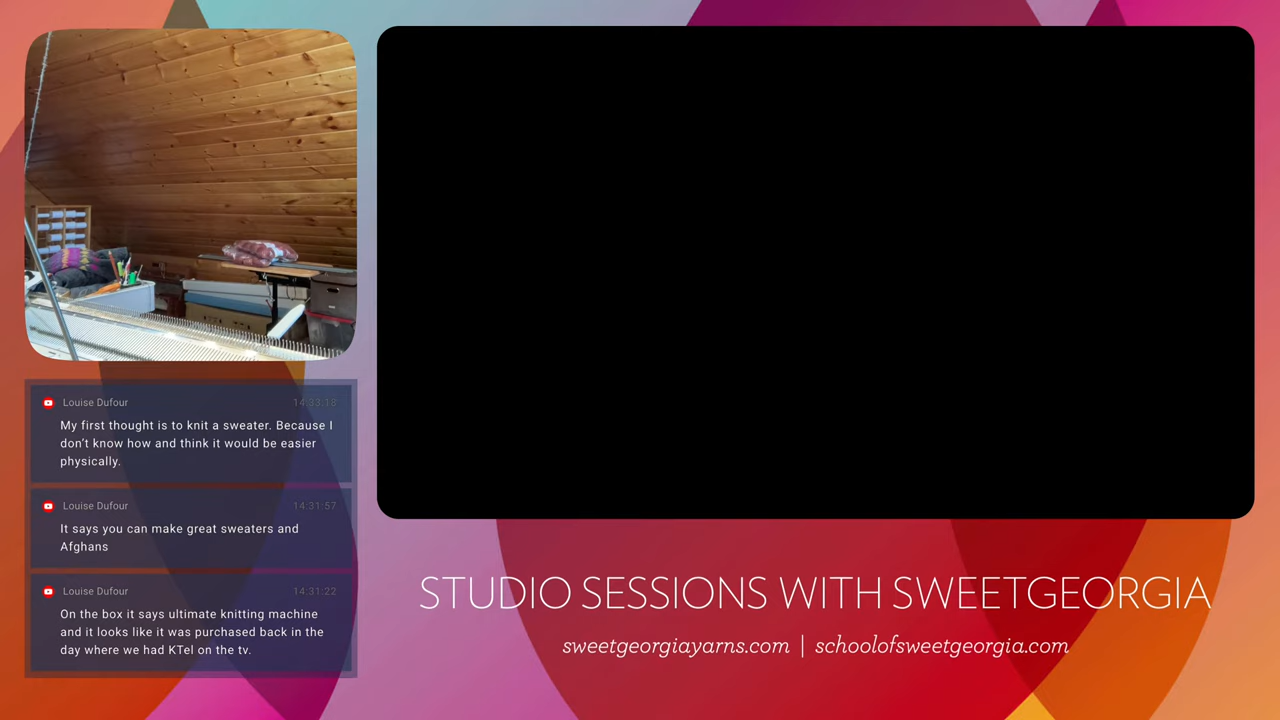 Louise Dufour 14:33:18
My first thought is to knit a sweater. Because I
don't know how and think it would be easier
physically.
Louise Dufour 14:31:57
It says you can make great sweaters and
Afghans
Louise Dufour 14:31:22
On the box it says ultimate knitting machine
and it looks like it was purchased back in the
day where we had KTel on the tv.
STUDIO SESSIONS WITH SWEETGEORGIA
sweetgeorgiayarns.com | schoolofsweetgeorgia.com